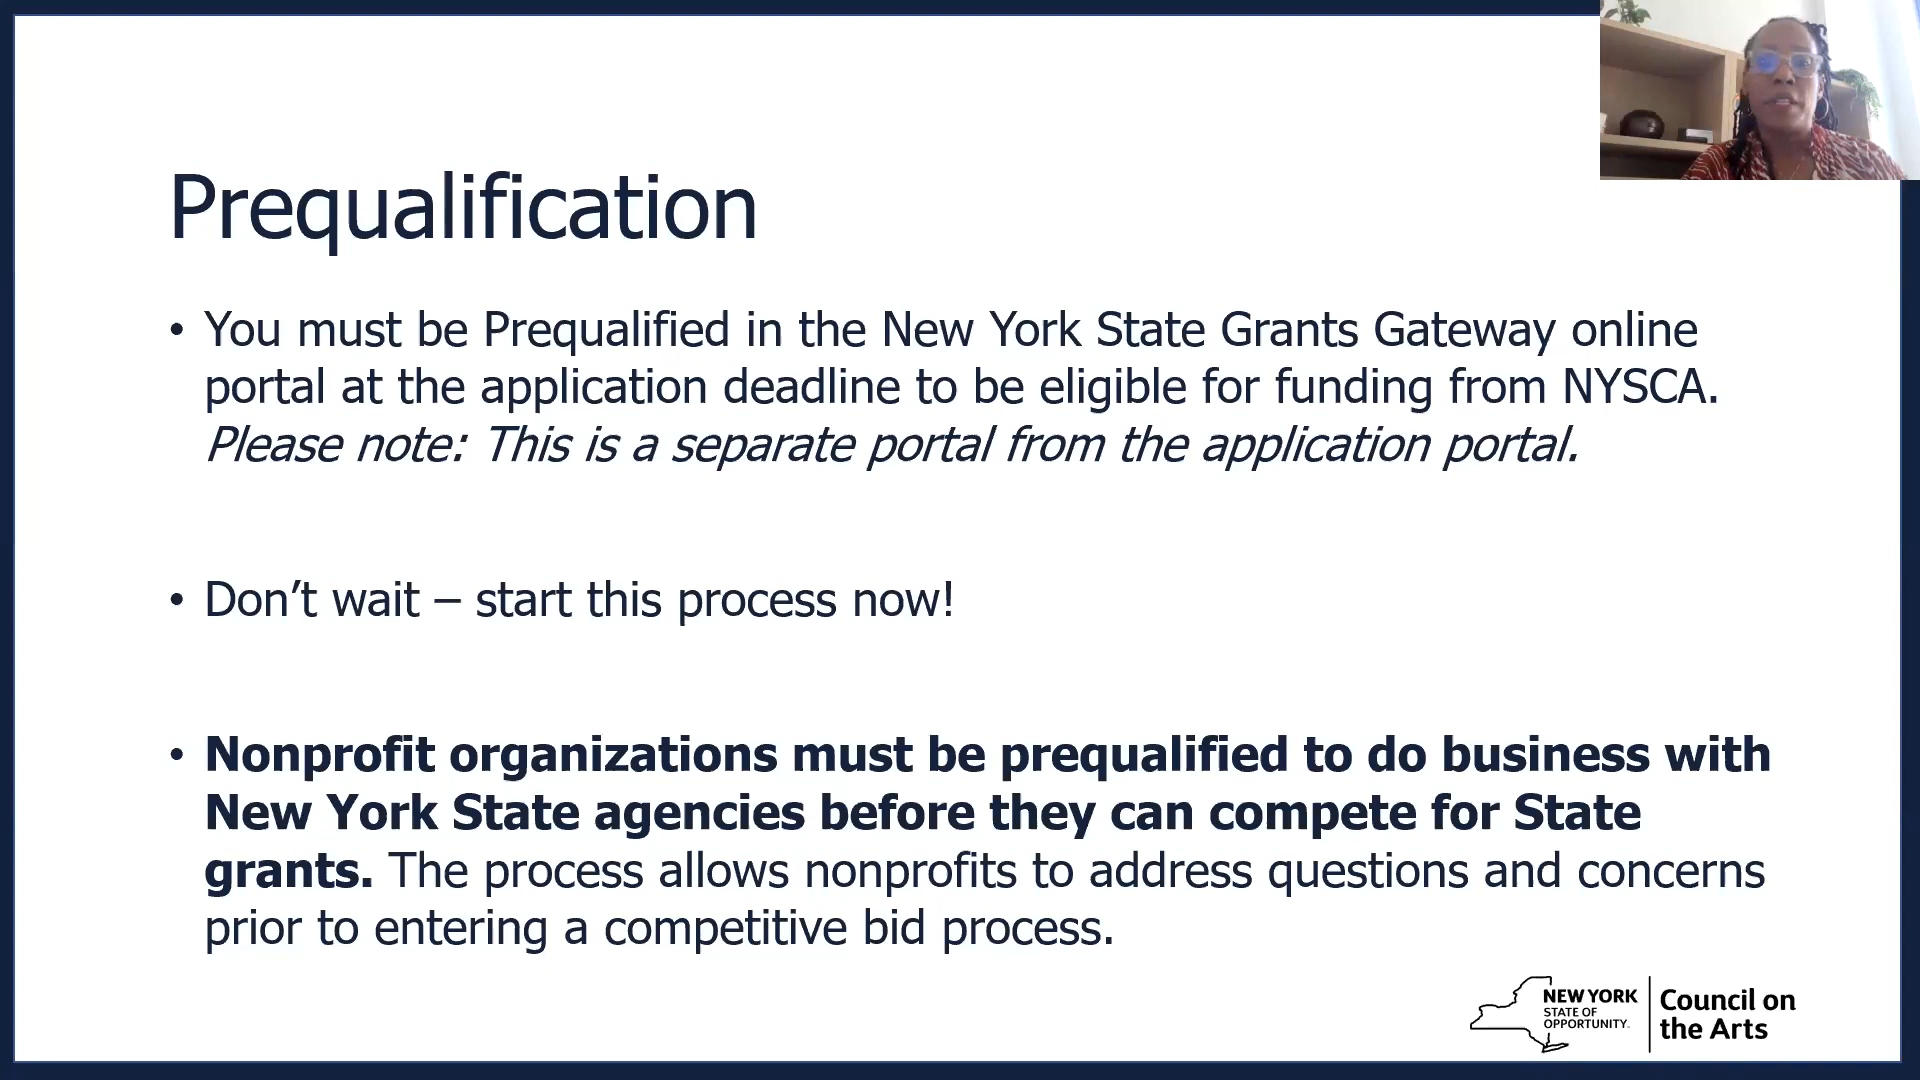 Prequalification
• You must be Prequalified in the New York State Grants Gateway online
portal at the application deadline to be eligible for funding from NYSCA.
Please note: This is a separate portal from the application portal.
• Don’t wait – start this process now!
• Nonprofit organizations must be prequalified to do business with
New York State agencies before they can compete for State
grants. The process allows nonprofits to address questions and concerns
prior to entering a competitive bid process.
NEW YORK
STATE OF
OPPORTUNITY.
Council on
the Arts